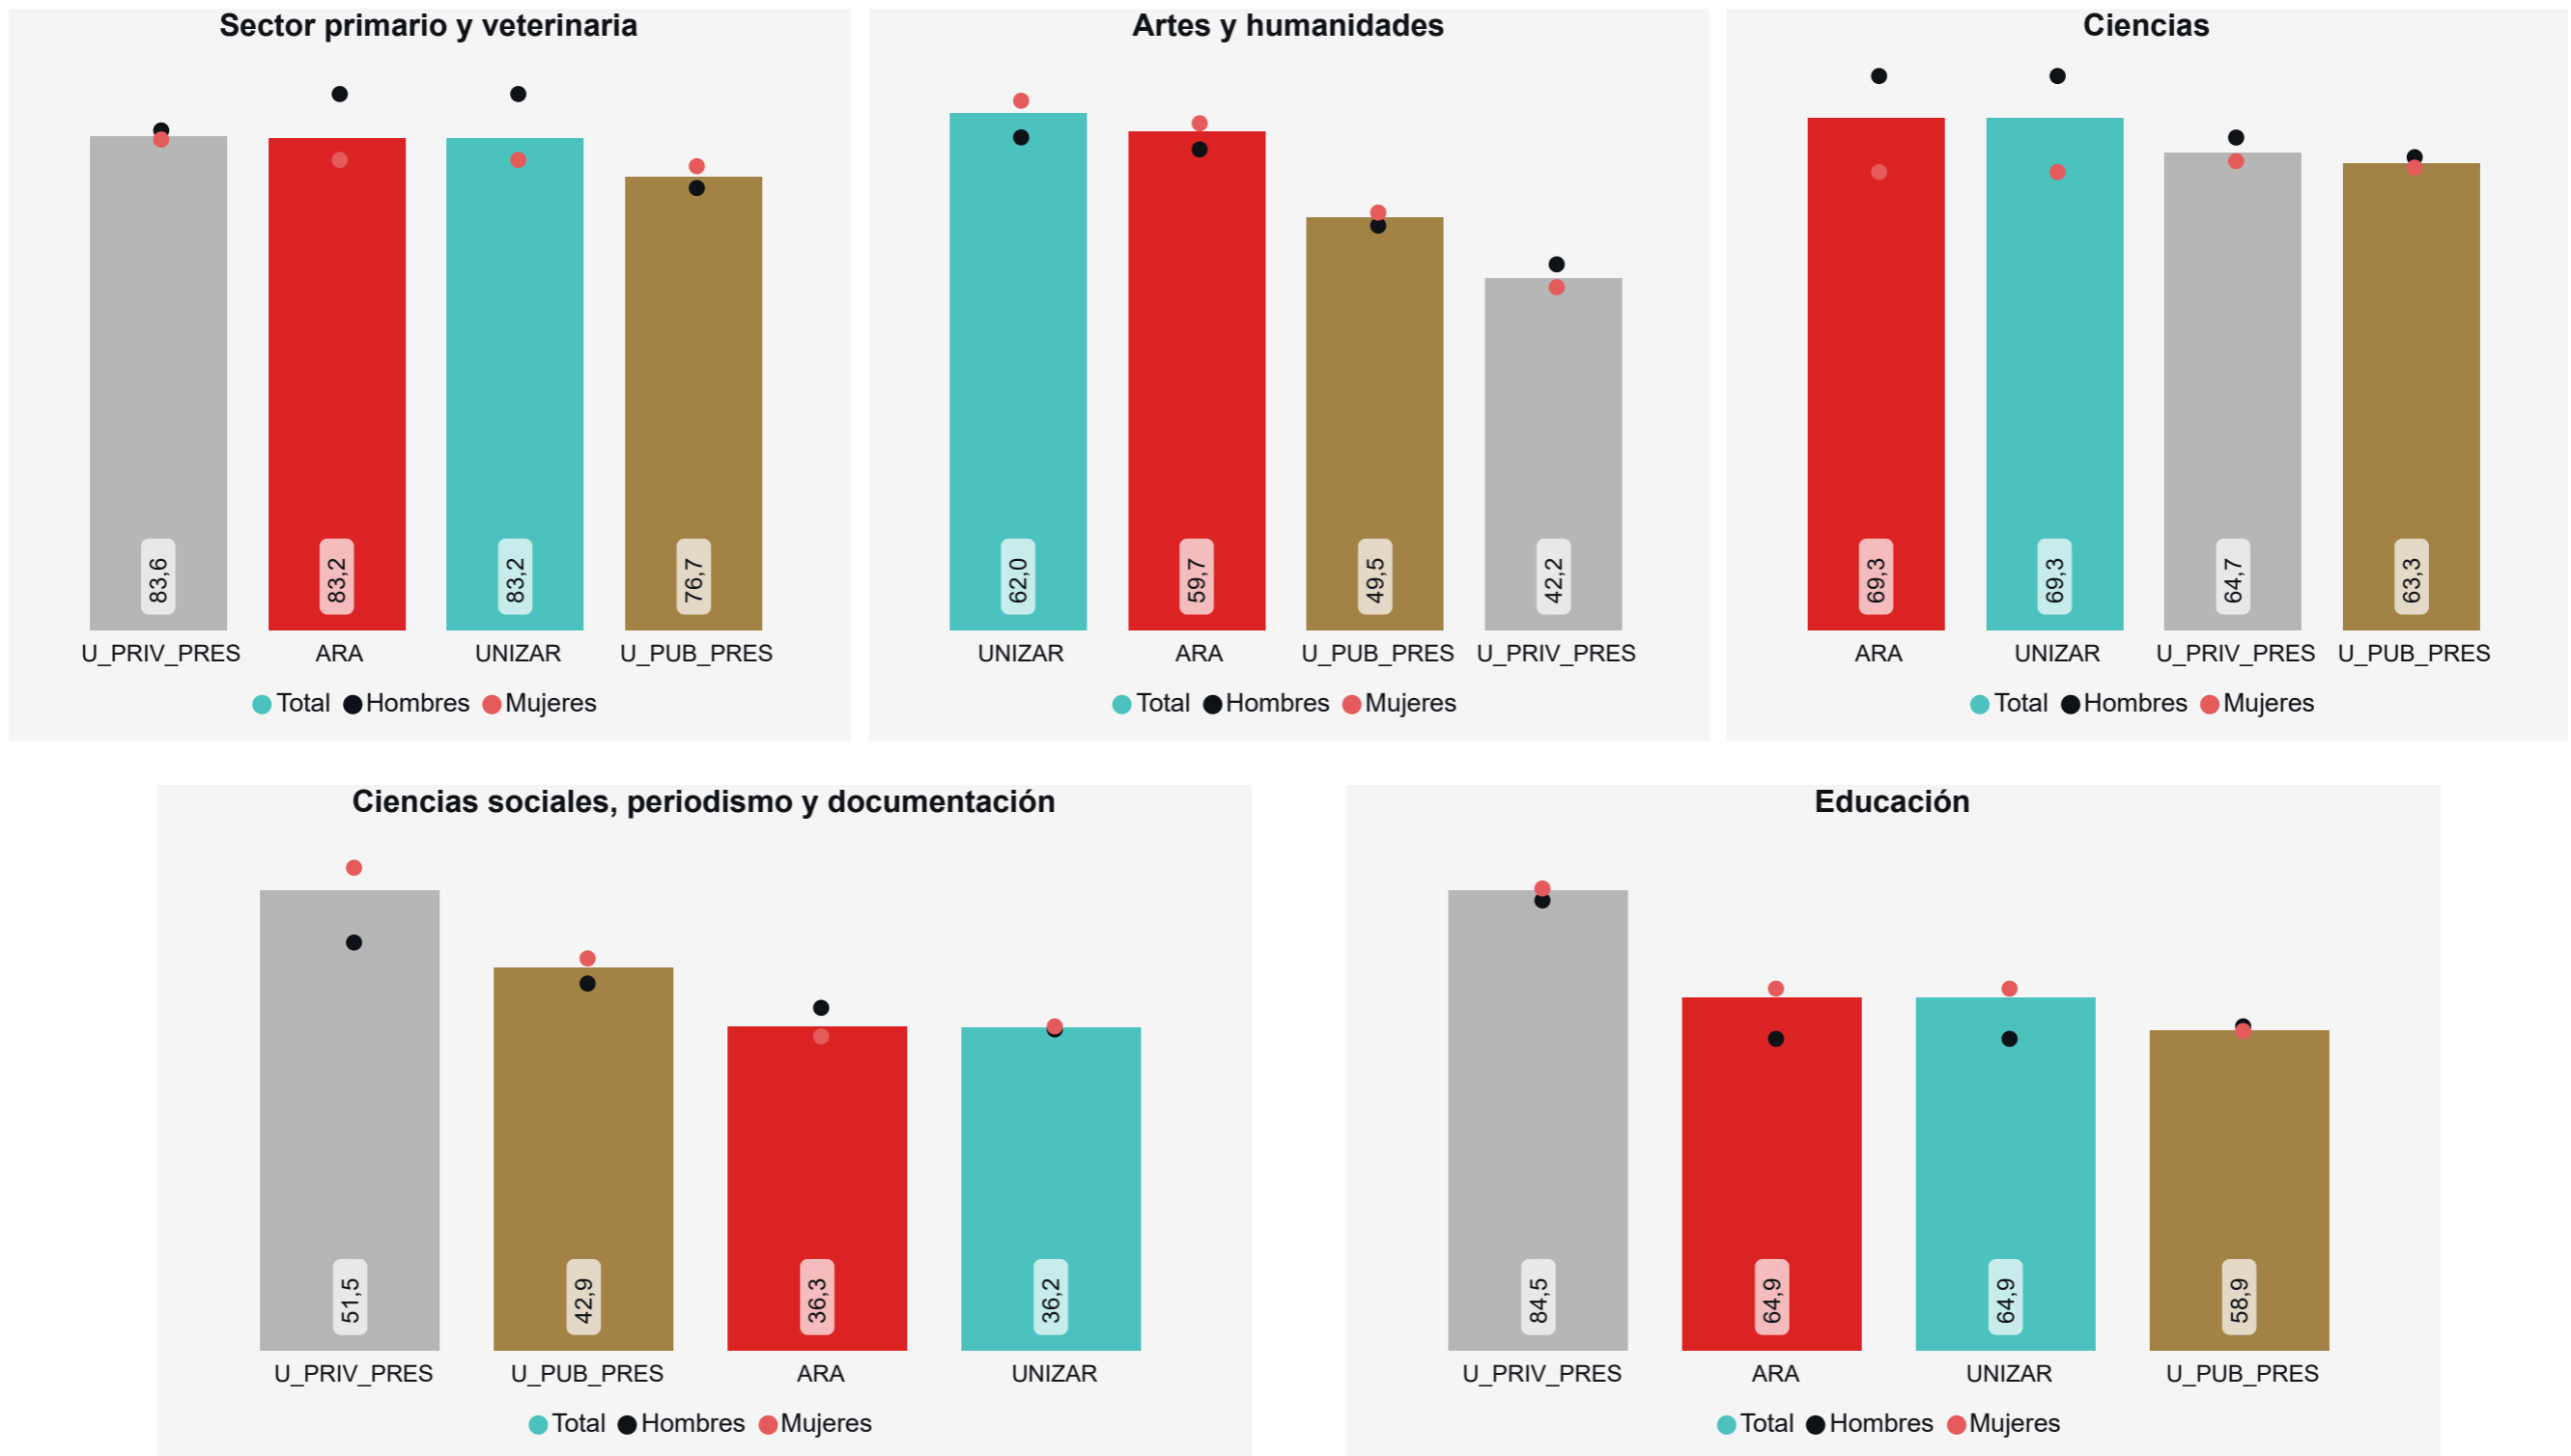 Sector primario y veterinaria
83,6
83,2
83,2
76,7
U_PRIV_PRES ARA UNIZAR U_PUB_PRES
Total Hombres Mujeres
Artes y humanidades
62,0
59,7
49,5
42,2
UNIZAR ARA U_PUB_PRES U_PRIV_PRES
Total Hombres Mujeres
Ciencias
69,3
69,3
64,7
63,3
ARA UNIZAR U_PRIV_PRES U_PUB_PRES
Total Hombres Mujeres
Ciencias sociales, periodismo y documentación
51,5
42,9
36,3
36,2
U_PRIV_PRES U_PUB_PRES ARA UNIZAR
Total Hombres Mujeres
Educación
84,5
64,9
64,9
58,9
U_PRIV_PRES ARA UNIZAR U_PUB_PRES
Total Hombres Mujeres